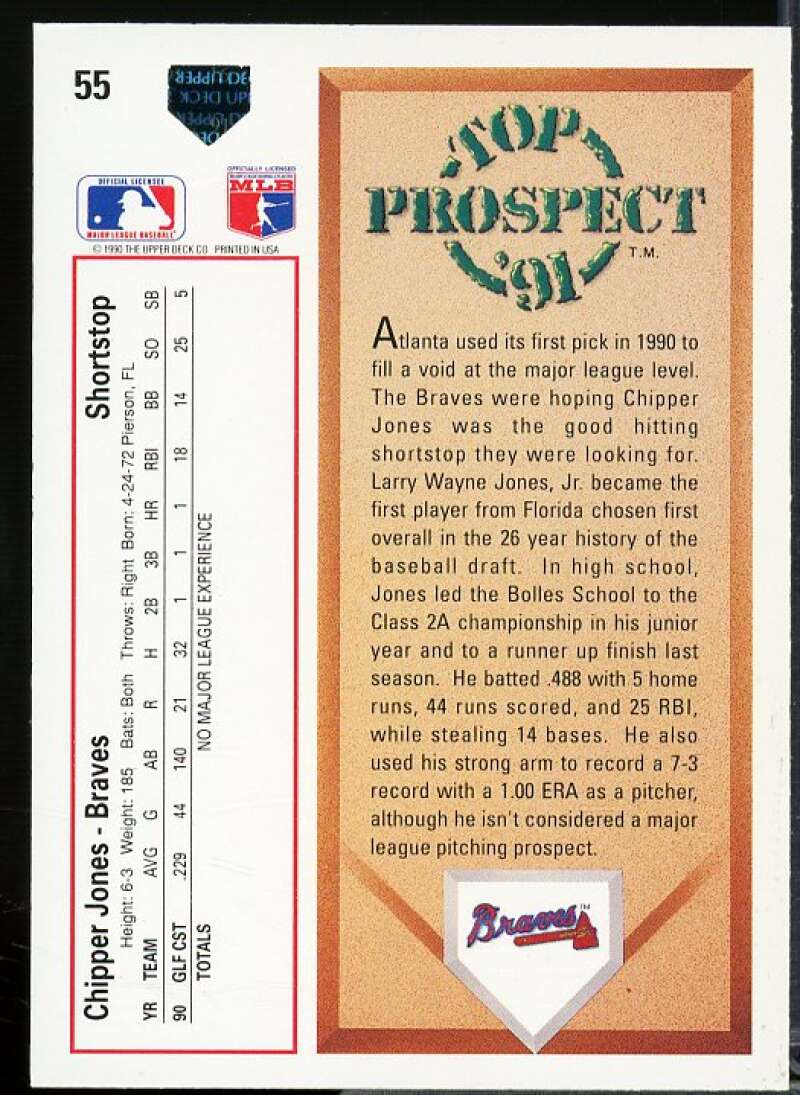 55
UPPER DECK
OFFICIAL LICENSEE
MAJOR LEAGUE BASEBALL
OFFICIALLY LICENSED
MLB
© 1990 THE UPPER DECK CO. PRINTED IN USA
Chipper Jones - Braves Shortstop
Height: 6-3 Weight: 185 Bats: Both Throws: Right Born: 4-24-72 Pierson, FL
YR TEAM AVG G AB R H 2B 3B HR RBI BB SO SB
90 GLF CST .229 44 140 21 32 1 1 1 18 14 25 5
TOTALS NO MAJOR LEAGUE EXPERIENCE
TOP
PROSPECT
'91
T.M.
Atlanta used its first pick in 1990 to
fill a void at the major league level.
The Braves were hoping Chipper
Jones was the good hitting
shortstop they were looking for.
Larry Wayne Jones, Jr. became the
first player from Florida chosen first
overall in the 26 year history of the
baseball draft. In high school,
Jones led the Bolles School to the
Class 2A championship in his junior
year and to a runner up finish last
season. He batted .488 with 5 home
runs, 44 runs scored, and 25 RBI,
while stealing 14 bases. He also
used his strong arm to record a 7-3
record with a 1.00 ERA as a pitcher,
although he isn't considered a major
league pitching prospect.
Braves TM